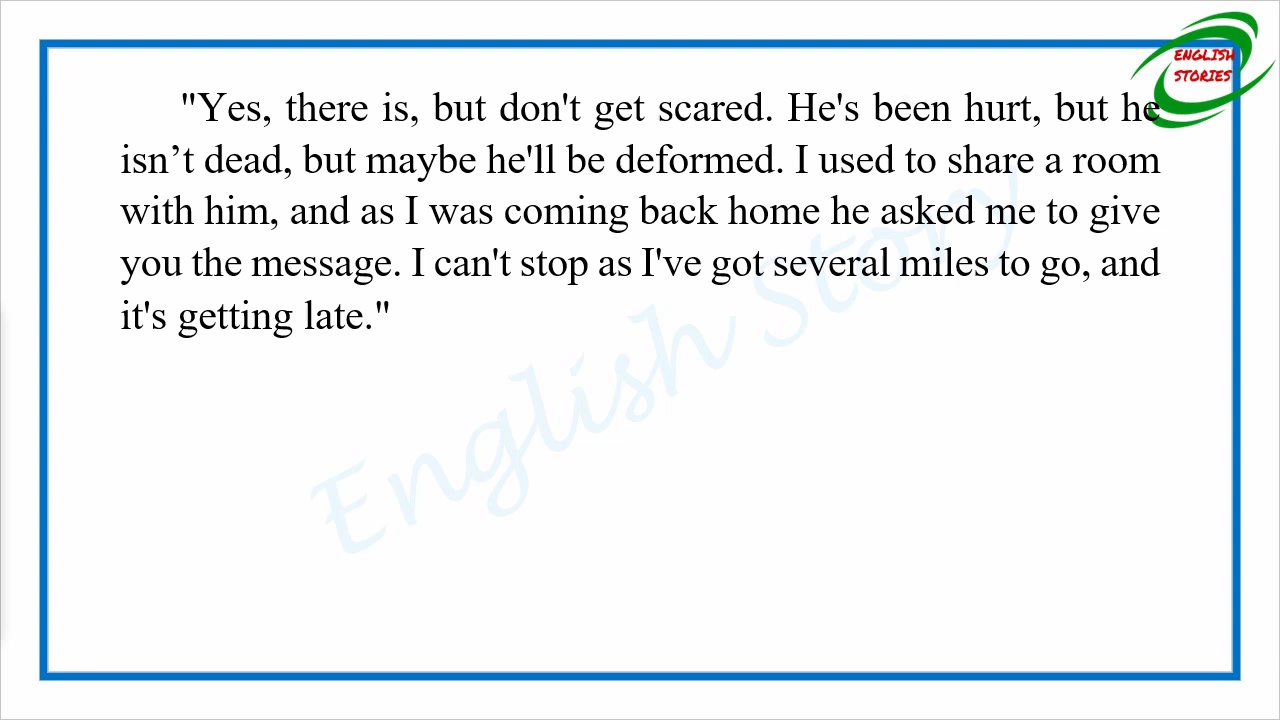 ENGLISH
STORIES
"Yes, there is, but don't get scared. He's been hurt, but he
isn’t dead, but maybe he'll be deformed. I used to share a room
with him, and as I was coming back home he asked me to give
you the message. I can't stop as I've got several miles to go, and
it's getting late."
English Story